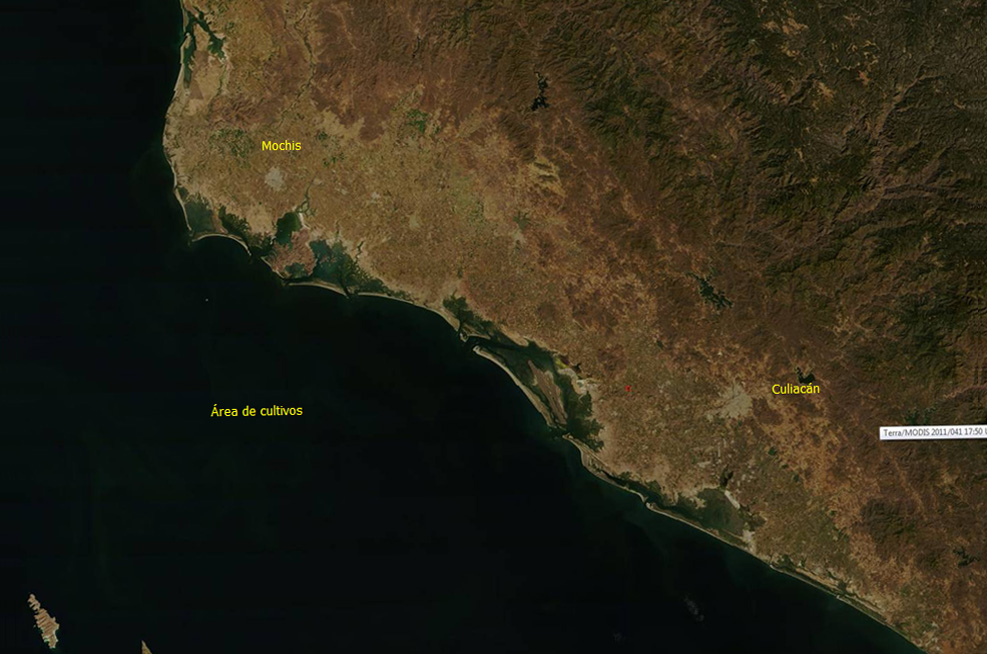 Mochis
Culiacán
Área de cultivos
Terra/MODIS 2011/041 17:50